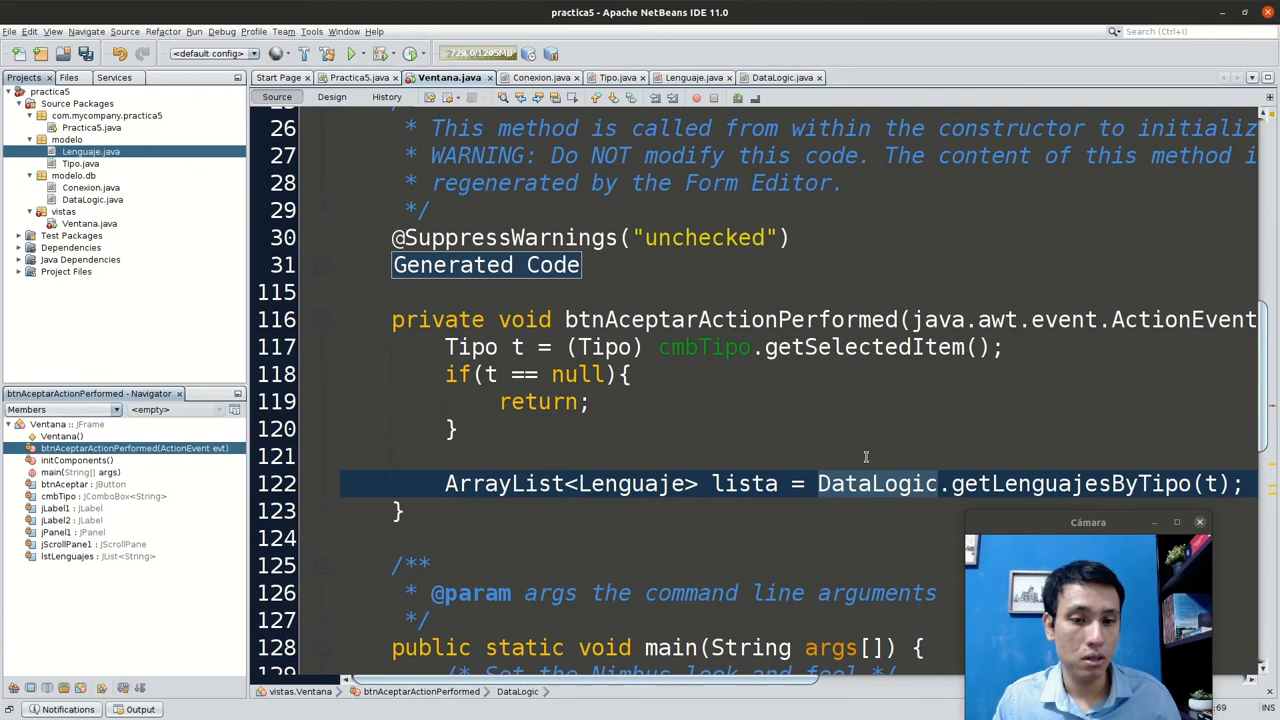 practica5 - Apache NetBeans IDE 11.0
File Edit View Navigate Source Refactor Run Debug Profile Team Tools Window Help
Search (Ctrl+I)
<default config>
729,0/1205MB
Projects Files Services
Start Page Practica5.java Ventana.java Conexion.java Tipo.java Lenguaje.java DataLogic.java
Source Design History
practica5
Source Packages
com.mycompany.practica5
Practica5.java
modelo
Lenguaje.java
Tipo.java
modelo.db
Conexion.java
DataLogic.java
vistas
Ventana.java
Test Packages
Dependencies
Java Dependencies
Project Files
btnAceptarActionPerformed - Navigator
Members <empty>
Ventana :: JFrame
Ventana()
btnAceptarActionPerformed(ActionEvent evt)
initComponents()
main(String[] args)
btnAceptar : JButton
cmbTipo : JComboBox<String>
jLabel1 : JLabel
jLabel2 : JLabel
jPanel1 : JPanel
jScrollPane1 : JScrollPane
lstLenguajes : JList<String>
26 * This method is called from within the constructor to initializ
27 * WARNING: Do NOT modify this code. The content of this method i
28 * regenerated by the Form Editor.
29 */
30 @SuppressWarnings("unchecked")
31 Generated Code
115
116 private void btnAceptarActionPerformed(java.awt.event.ActionEvent
117 Tipo t = (Tipo) cmbTipo.getSelectedItem();
118 if(t == null){
119 return;
120 }
121
122 ArrayList<Lenguaje> lista = DataLogic.getLenguajesByTipo(t);
123 }
124
125 /**
126 * @param args the command line arguments
127 */
128 public static void main(String args[]) {
/* Set the Nimbus look and feel */
Cámara
vistas.Ventana btnAceptarActionPerformed DataLogic
Notifications Output
:69 INS